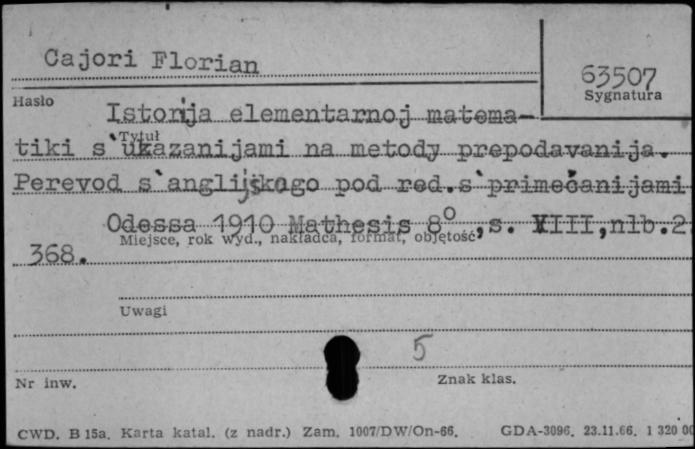 Cajori Florian
63507
Hasło
Sygnatura
Istorija elementarnoj matema-
Tytuł
tiki s`ukazanijami na metody prepodavanija.
Perevod s`anglijskago pod red.s`primečanijami
Odessa 1910 Mathesis 8°,s. VIII,nlb.2
Miejsce, rok wyd., nakładca, format, objętość
368.
Uwagi
5
Nr inw.
Znak klas.
CWD. B 15a. Karta katal. (z nadr.) Zam. 1007/DW/On-66. GDA-3096. 23.11.66. 1 320 00